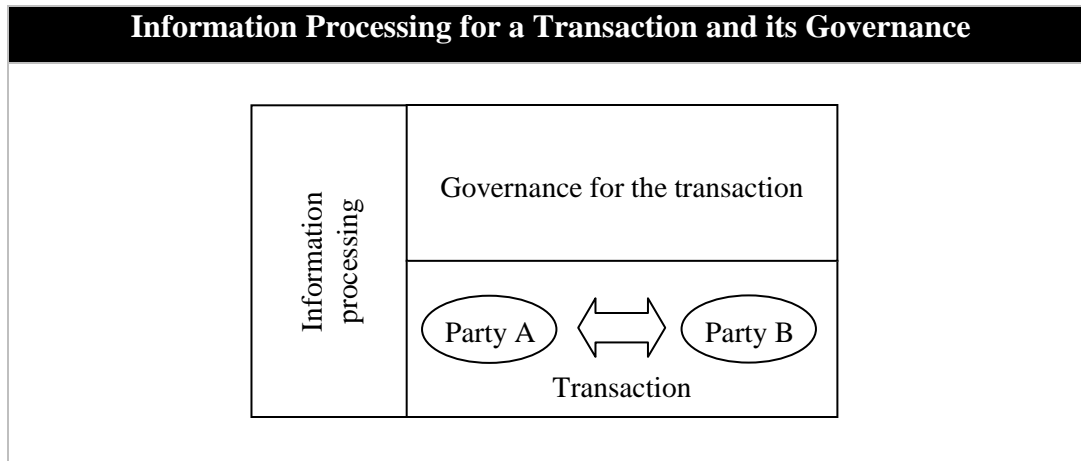 Information Processing for a Transaction and its Governance
Information
processing
Governance for the transaction
Party A
Party B
Transaction